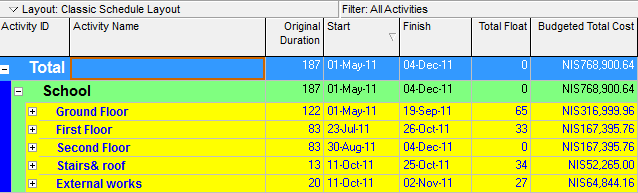 Layout: Classic Schedule Layout Filter: All Activities
Activity ID Activity Name Original Duration Start Finish Total Float Budgeted Total Cost
Total 187 01-May-11 04-Dec-11 0 NIS768,900.64
School 187 01-May-11 04-Dec-11 0 NIS768,900.64
Ground Floor 122 01-May-11 19-Sep-11 65 NIS316,999.96
First Floor 83 23-Jul-11 26-Oct-11 33 NIS167,395.76
Second Floor 83 30-Aug-11 04-Dec-11 0 NIS167,395.76
Stairs& roof 13 11-Oct-11 25-Oct-11 34 NIS52,265.00
External works 20 11-Oct-11 02-Nov-11 27 NIS64,844.16